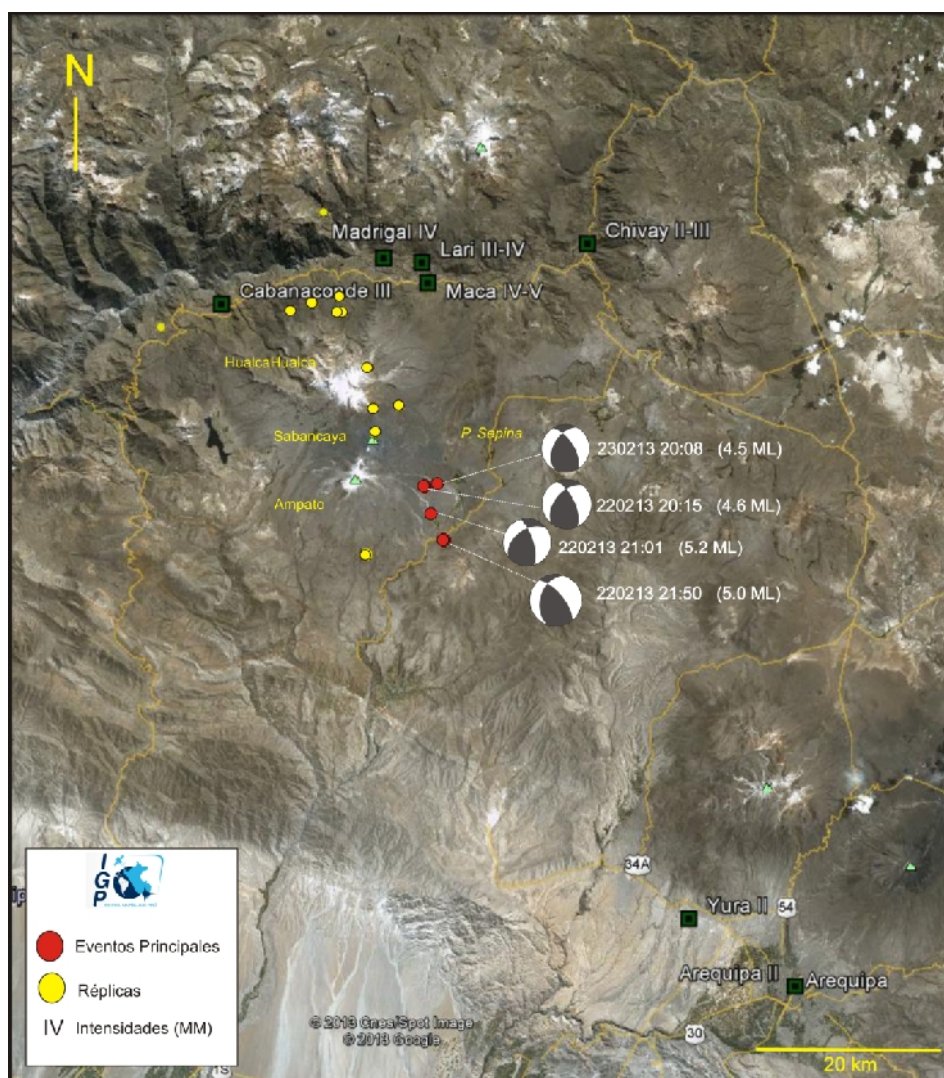 N
Madrigal IV
Lari III-IV
Chivay II-III
Cabanaconde III
Maca IV-V
HualcaHualca
Sabancaya
P. Sepina
Ampato
230213 20:08 (4.5 ML)
220213 20:15 (4.6 ML)
220213 21:01 (5.2 ML)
220213 21:50 (5.0 ML)
34A
Yura II
54
Arequipa II
Arequipa
30
20 km
IGP
Eventos Principales
Réplicas
IV Intensidades (MM)
© 2013 Cnes/Spot Image
© 2013 Google
1S